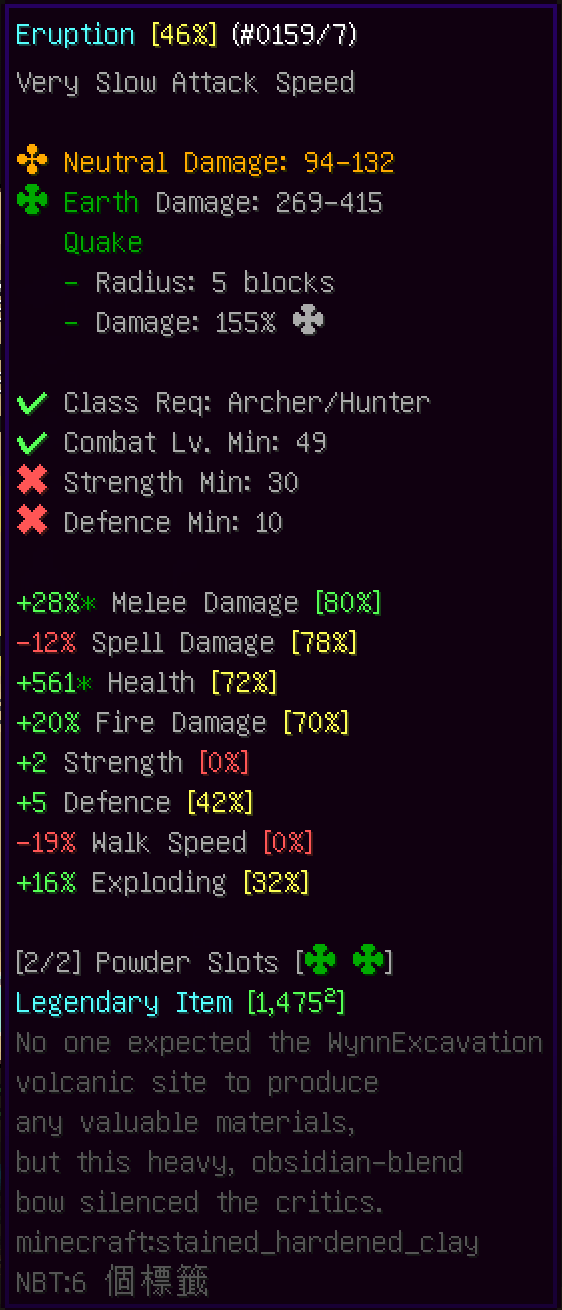 Eruption [46%] (#0159/7)
Very Slow Attack Speed
✤ Neutral Damage: 94-132
✤ Earth Damage: 269-415
Quake
- Radius: 5 blocks
- Damage: 155% ✤
✔ Class Req: Archer/Hunter
✔ Combat Lv. Min: 49
✖ Strength Min: 30
✖ Defence Min: 10
+28%* Melee Damage [80%]
-12% Spell Damage [78%]
+561* Health [72%]
+20% Fire Damage [70%]
+2 Strength [0%]
+5 Defence [42%]
-19% Walk Speed [0%]
+16% Exploding [32%]
[2/2] Powder Slots [✤ ✤]
Legendary Item [1,475²]
No one expected the WynnExcavation
volcanic site to produce
any valuable materials,
but this heavy, obsidian-blend
bow silenced the critics.
minecraft:stained_hardened_clay
NBT:6 個標籤